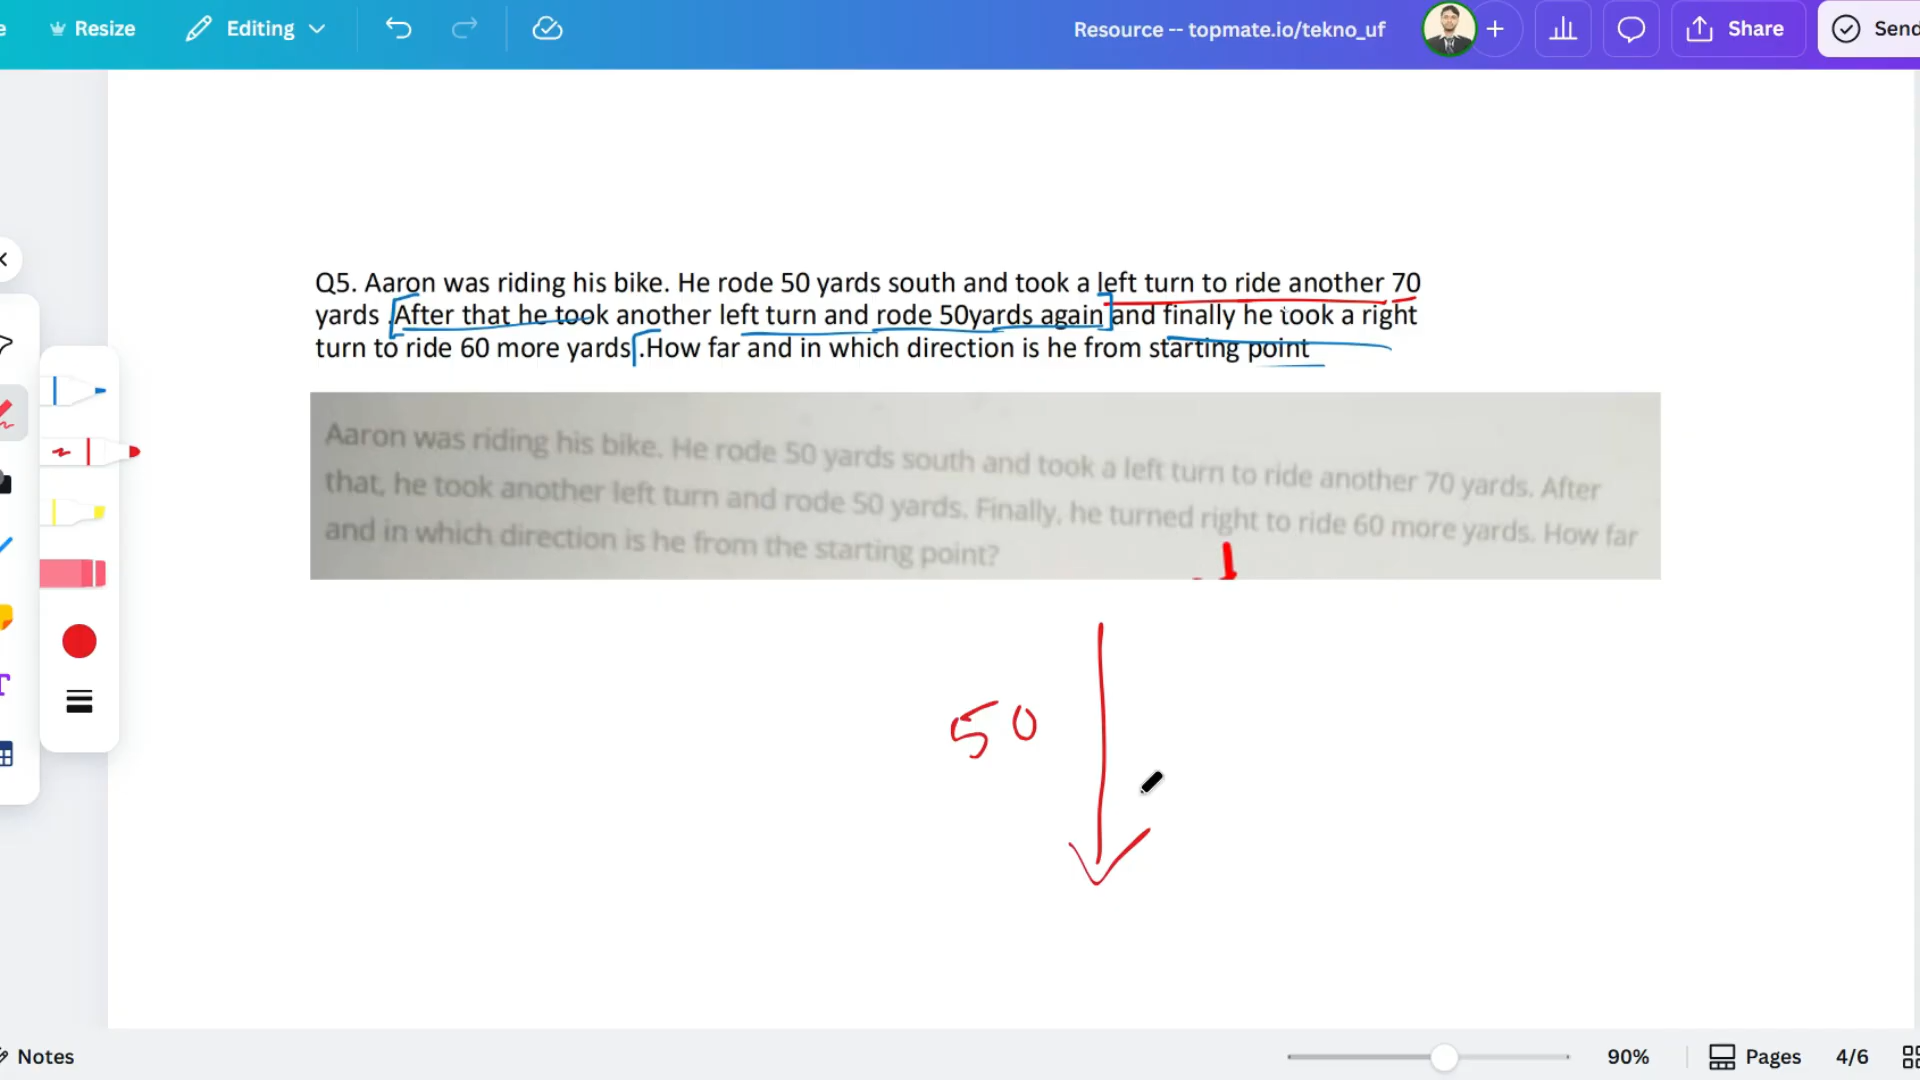 Resize
Editing
Resource -- topmate.io/tekno_uf
Share
Send
Q5. Aaron was riding his bike. He rode 50 yards south and took a left turn to ride another 70
yards .After that he took another left turn and rode 50yards again and finally he took a right
turn to ride 60 more yards .How far and in which direction is he from starting point
Aaron was riding his bike. He rode 50 yards south and took a left turn to ride another 70 yards. After
that, he took another left turn and rode 50 yards. Finally, he turned right to ride 60 more yards. How far
and in which direction is he from the starting point?
50
Notes
90%
Pages
4/6